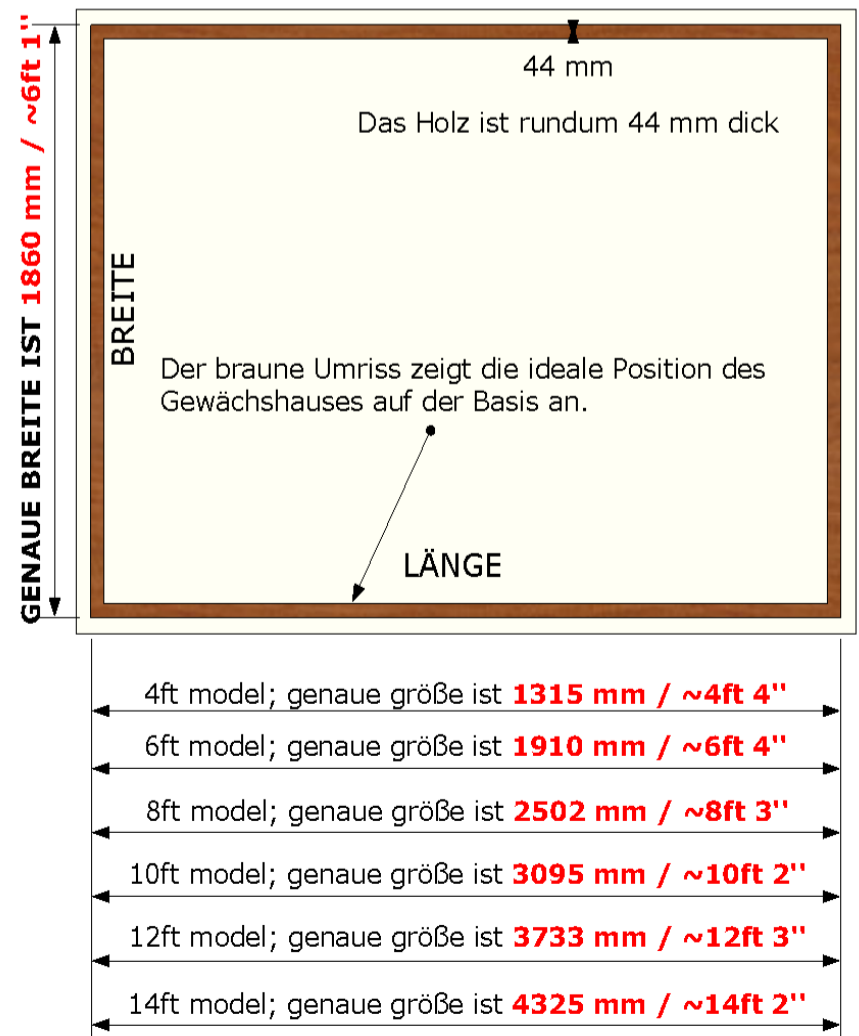 44 mm
Das Holz ist rundum 44 mm dick
GENAUE BREITE IST 1860 mm / ~6ft 1''
BREITE
Der braune Umriss zeigt die ideale Position des
Gewächshauses auf der Basis an.
LÄNGE
4ft model; genaue größe ist 1315 mm / ~4ft 4''
6ft model; genaue größe ist 1910 mm / ~6ft 4''
8ft model; genaue größe ist 2502 mm / ~8ft 3''
10ft model; genaue größe ist 3095 mm / ~10ft 2''
12ft model; genaue größe ist 3733 mm / ~12ft 3''
14ft model; genaue größe ist 4325 mm / ~14ft 2''